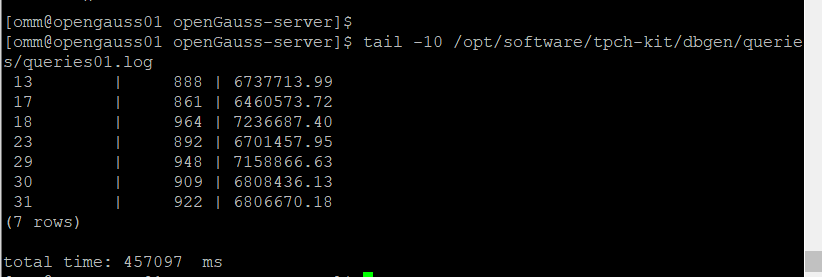 [omm@opengauss01 openGauss-server]$
[omm@opengauss01 openGauss-server]$ tail -10 /opt/software/tpch-kit/dbgen/querie
s/queries01.log
13 | 888 | 6737713.99
17 | 861 | 6460573.72
18 | 964 | 7236687.40
23 | 892 | 6701457.95
29 | 948 | 7158866.63
30 | 909 | 6808436.13
31 | 922 | 6806670.18
(7 rows)
total time: 457097  ms